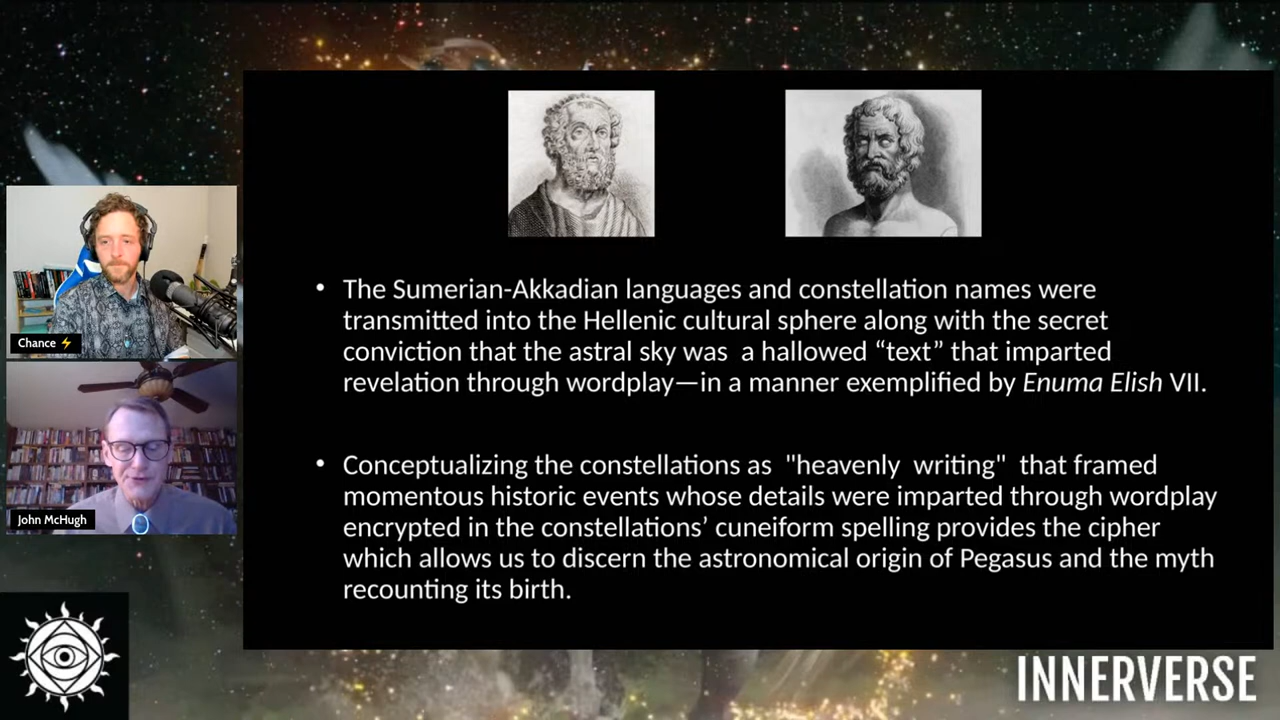 Chance
John McHugh
• The Sumerian-Akkadian languages and constellation names were
transmitted into the Hellenic cultural sphere along with the secret
conviction that the astral sky was  a hallowed “text” that imparted
revelation through wordplay—in a manner exemplified by Enuma Elish VII.
• Conceptualizing the constellations as  "heavenly  writing"  that framed
momentous historic events whose details were imparted through wordplay
encrypted in the constellations’ cuneiform spelling provides the cipher
which allows us to discern the astronomical origin of Pegasus and the myth
recounting its birth.
INNERVERSE